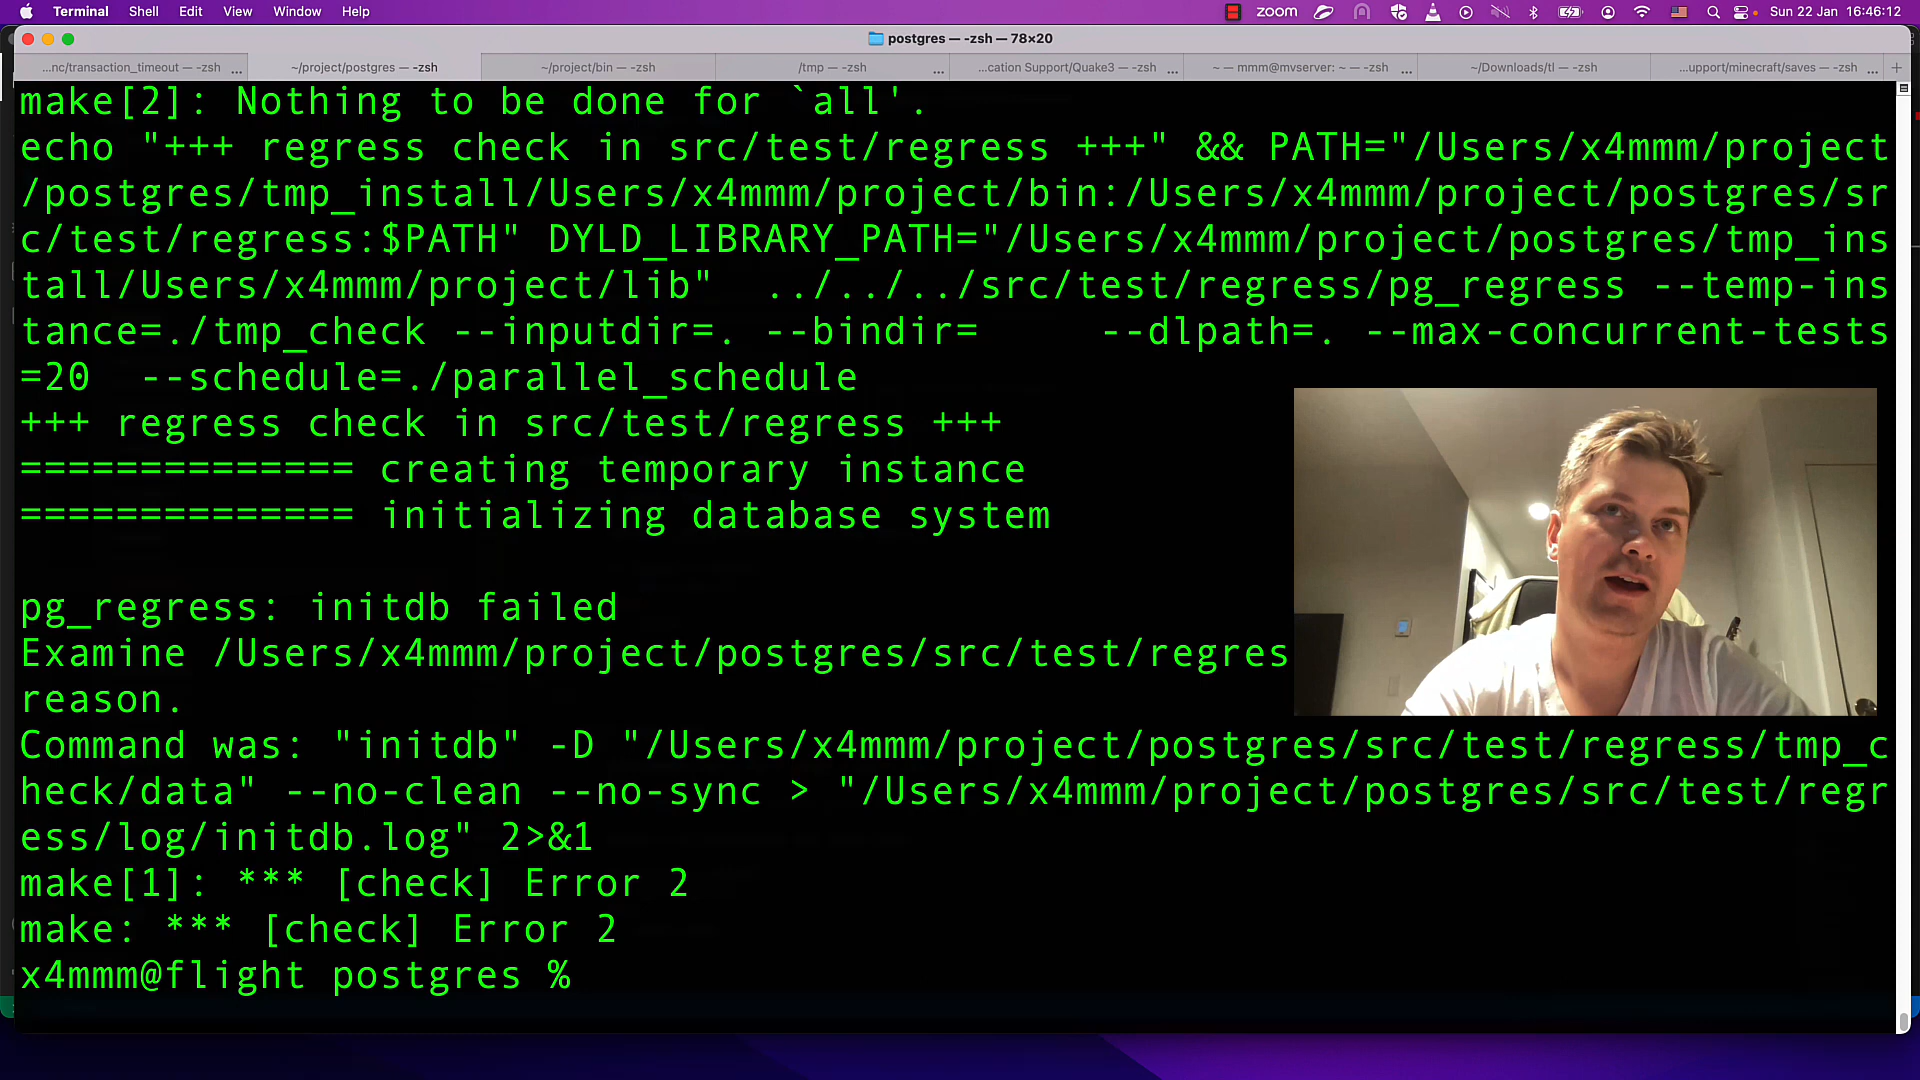 Terminal Shell Edit View Window Help zoom Sun 22 Jan 16:46:12
postgres — -zsh — 78×20
...nc/transaction_timeout — -zsh ... ~/project/postgres — -zsh ~/project/bin — -zsh /tmp — -zsh ... ...cation Support/Quake3 — -zsh ... ~ — mmm@mvserver: ~ — -zsh ... ~/Downloads/tl — -zsh ...upport/minecraft/saves — -zsh ... +
make[2]: Nothing to be done for `all'.
echo "+++ regress check in src/test/regress +++" && PATH="/Users/x4mmm/project
/postgres/tmp_install/Users/x4mmm/project/bin:/Users/x4mmm/project/postgres/sr
c/test/regress:$PATH" DYLD_LIBRARY_PATH="/Users/x4mmm/project/postgres/tmp_ins
tall/Users/x4mmm/project/lib"  ../../../src/test/regress/pg_regress --temp-ins
tance=./tmp_check --inputdir=. --bindir=     --dlpath=. --max-concurrent-tests
=20  --schedule=./parallel_schedule
+++ regress check in src/test/regress +++
============== creating temporary instance
============== initializing database system
pg_regress: initdb failed
Examine /Users/x4mmm/project/postgres/src/test/regres
reason.
Command was: "initdb" -D "/Users/x4mmm/project/postgres/src/test/regress/tmp_c
heck/data" --no-clean --no-sync > "/Users/x4mmm/project/postgres/src/test/regr
ess/log/initdb.log" 2>&1
make[1]: *** [check] Error 2
make: *** [check] Error 2
x4mmm@flight postgres %